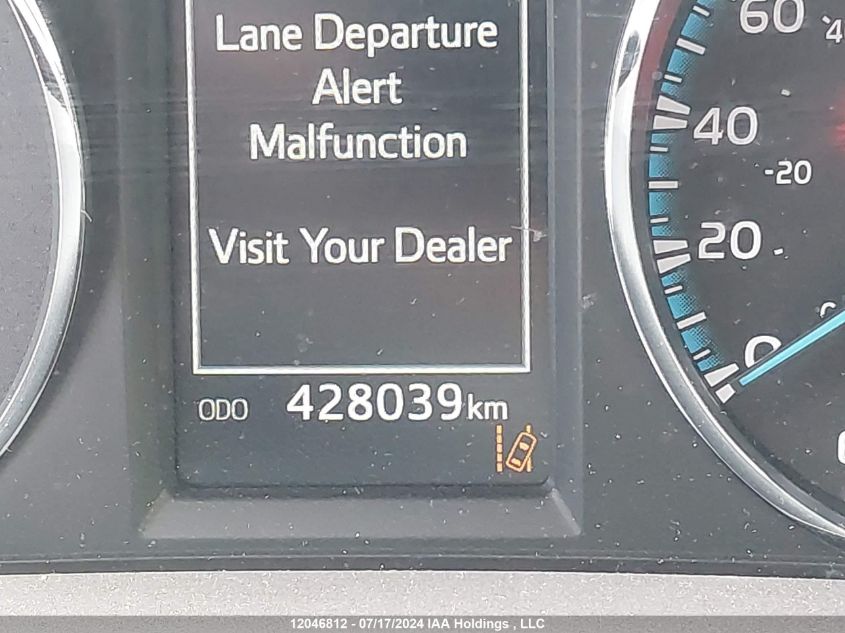 Lane Departure
Alert
Malfunction
Visit Your Dealer
ODO 428039km
60
40
-20
20
0
12046812 - 07/17/2024 IAA Holdings , LLC